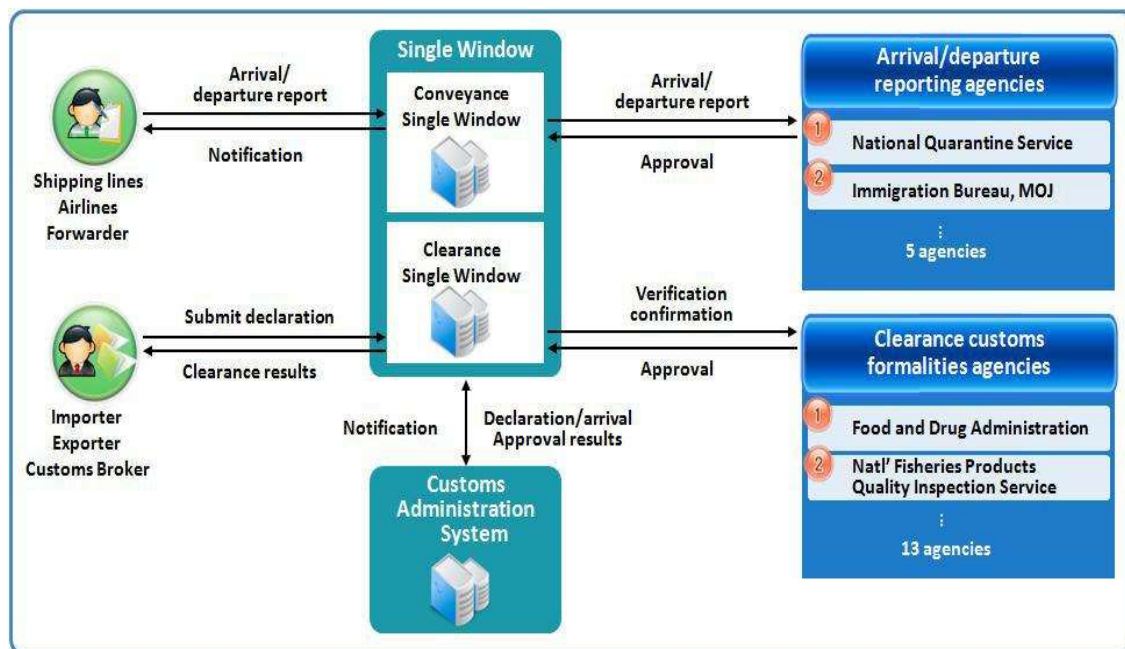 Single Window
Conveyance
Single Window
Clearance
Single Window
Arrival/
departure report
Notification
Shipping lines
Airlines
Forwarder
Submit declaration
Clearance results
Importer
Exporter
Customs Broker
Arrival/
departure report
Approval
Verification
confirmation
Approval
Arrival/departure
reporting agencies
1
National Quarantine Service
2
Immigration Bureau, MOJ
⋮
5 agencies
Clearance customs
formalities agencies
1
Food and Drug Administration
2
Natl’ Fisheries Products
Quality Inspection Service
⋮
13 agencies
Notification
Declaration/arrival
Approval results
Customs
Administration
System